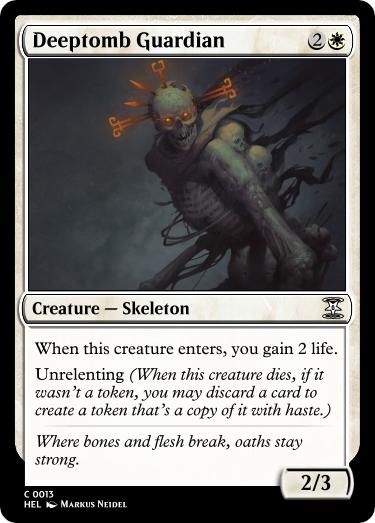 Deeptomb Guardian 2
Creature — Skeleton
When this creature enters, you gain 2 life.
Unrelenting (When this creature dies, if it
wasn't a token, you may discard a card to
create a token that's a copy of it with haste.)
Where bones and flesh break, oaths stay
strong.
2/3
C 0013
HEL Markus Neidel